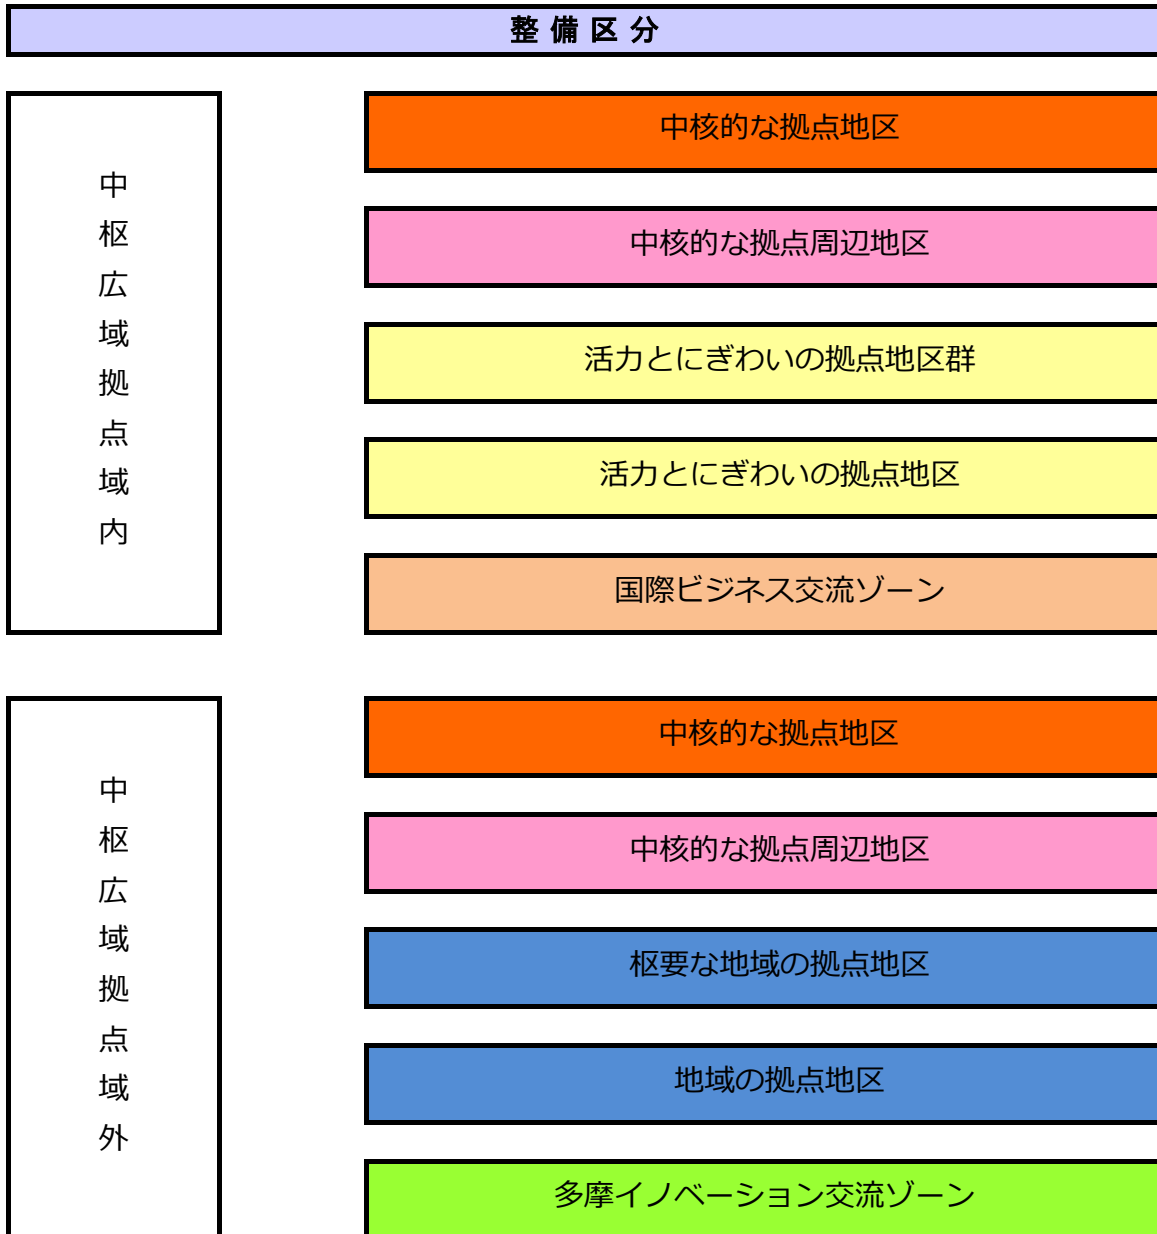 整備区分
中枢広域拠点域内
中核的な拠点地区
中核的な拠点周辺地区
活力とにぎわいの拠点地区群
活力とにぎわいの拠点地区
国際ビジネス交流ゾーン
中枢広域拠点域外
中核的な拠点地区
中核的な拠点周辺地区
枢要な地域の拠点地区
地域の拠点地区
多摩イノベーション交流ゾーン